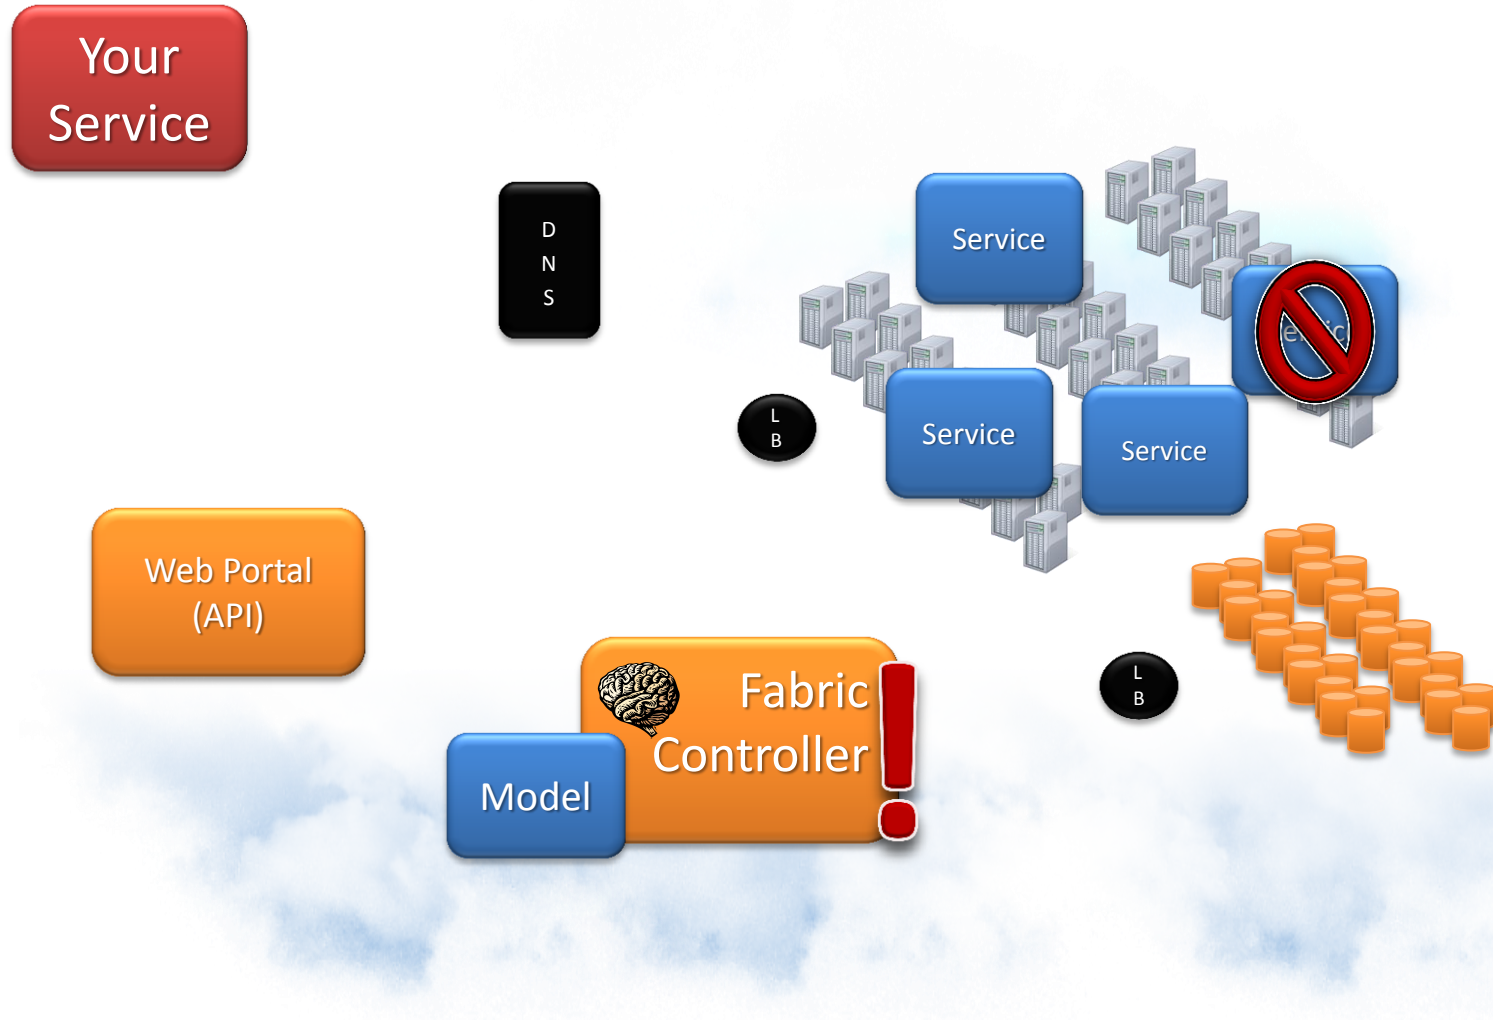 Your
Service
D
N
S
Service
L
B
Service
Service
Web Portal
(API)
Fabric
Controller
Model
L
B